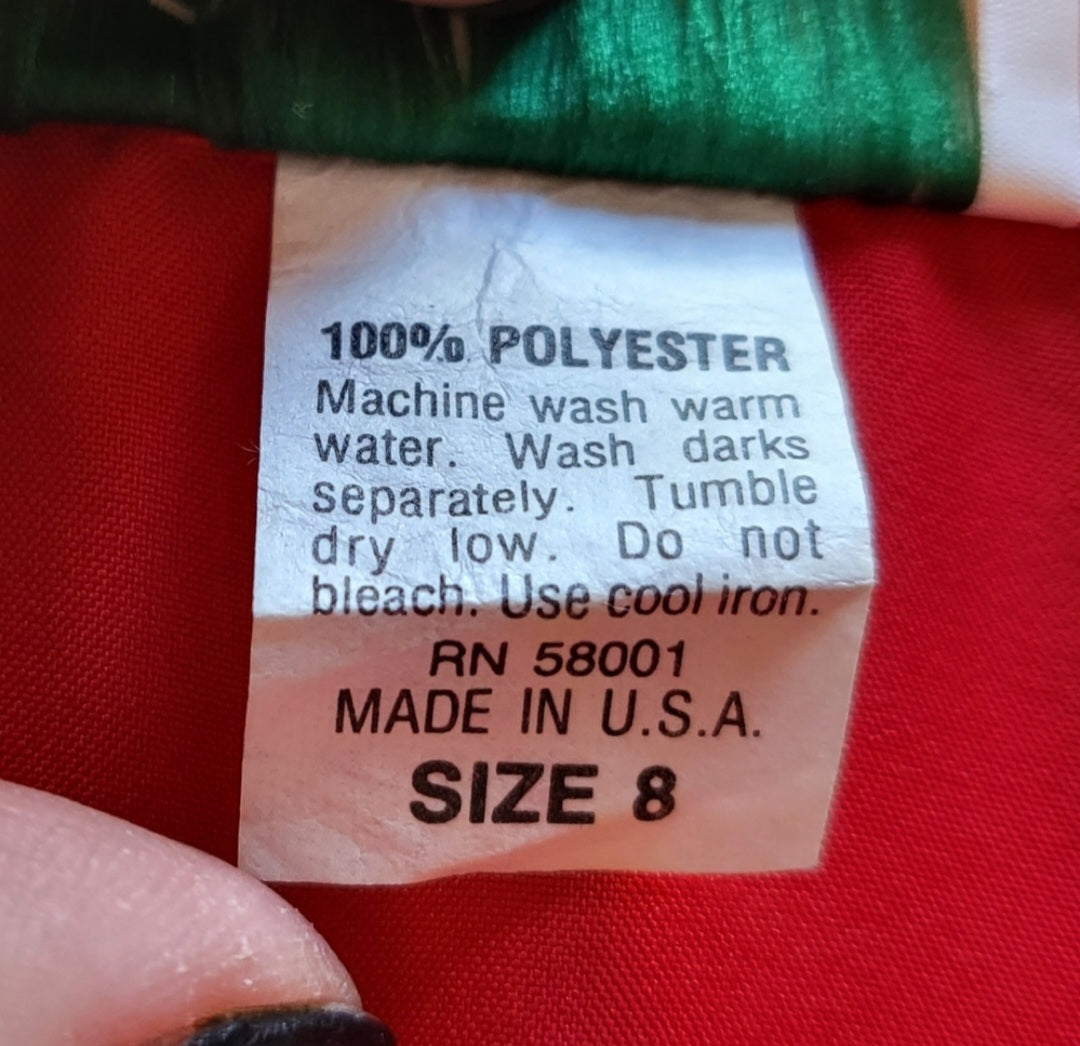 100% POLYESTER
Machine wash warm
water. Wash darks
separately. Tumble
dry low. Do not
bleach. Use cool iron.
RN 58001
MADE IN U.S.A.
SIZE 8